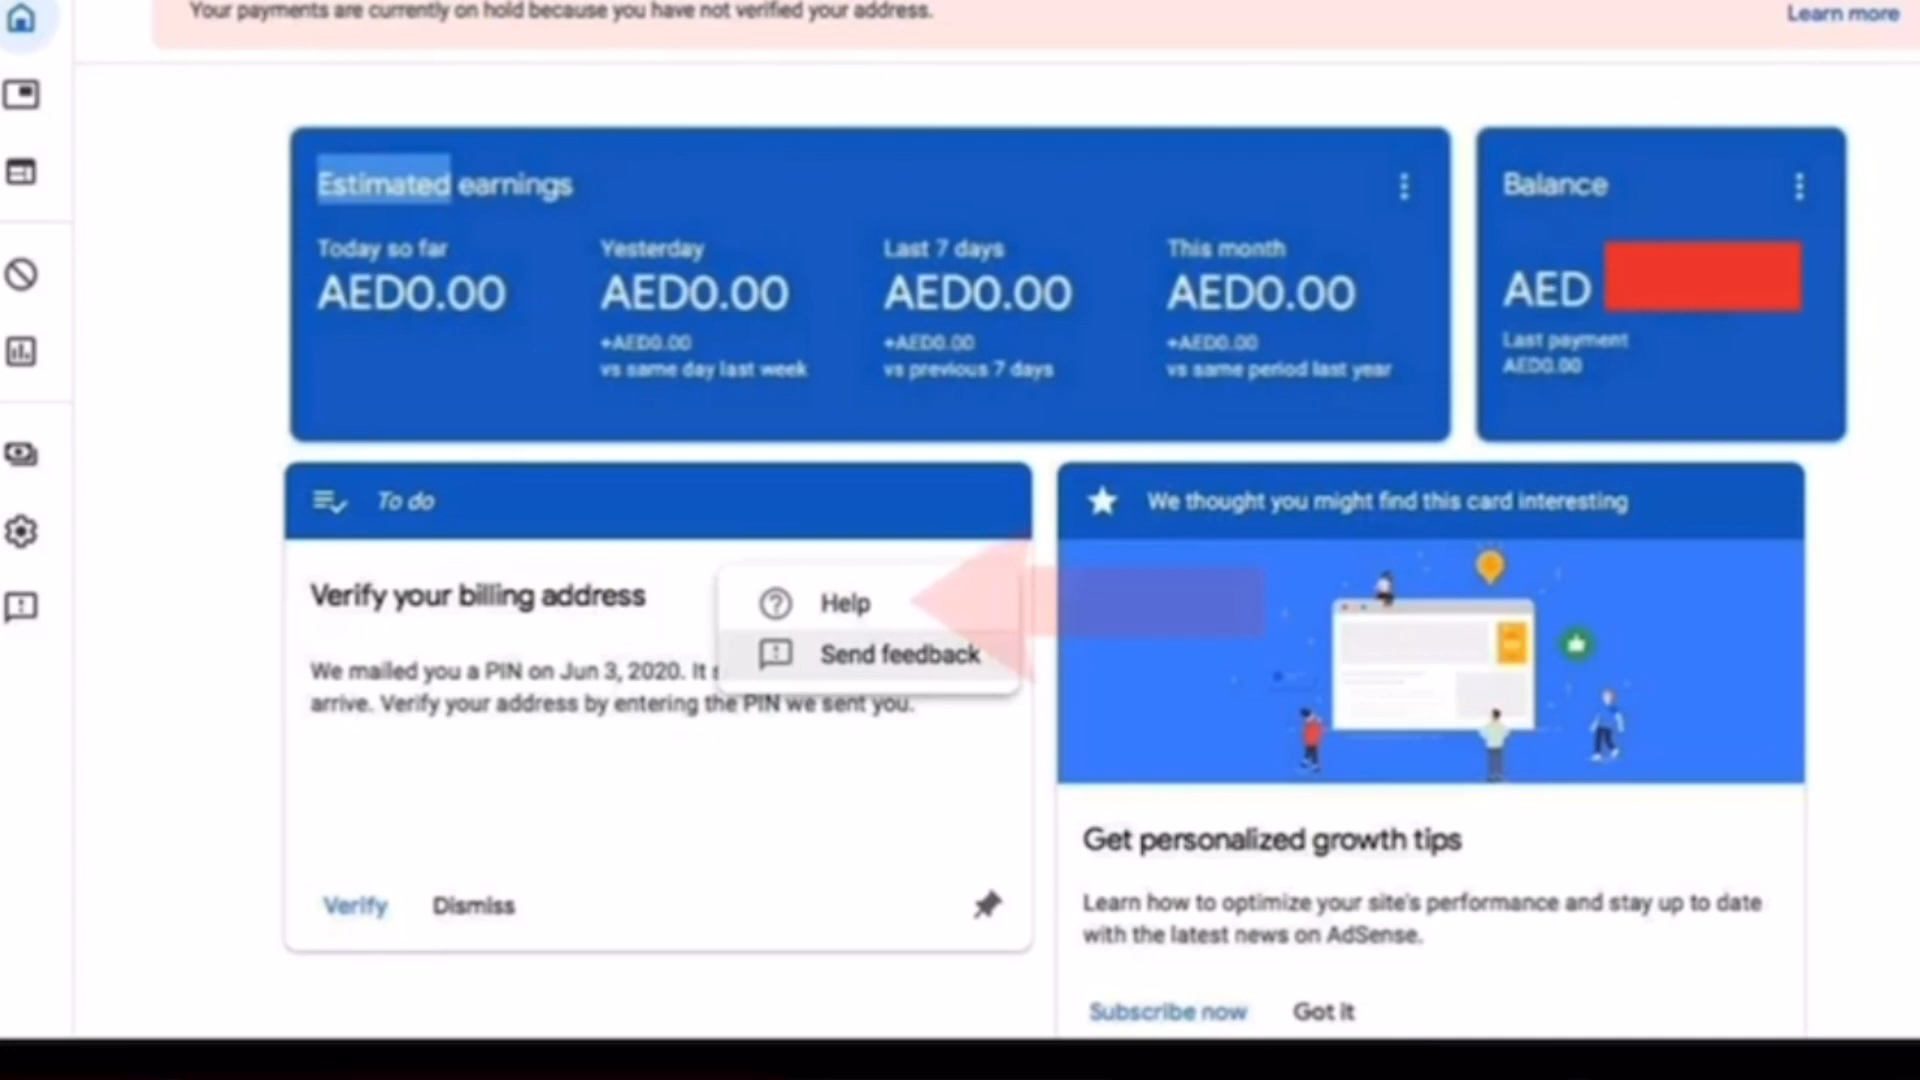 Your payments are currently on hold because you have not verified your address.
Learn more
Estimated earnings
Today so far
AED0.00
Yesterday
AED0.00
+AED0.00
vs same day last week
Last 7 days
AED0.00
+AED0.00
vs previous 7 days
This month
AED0.00
+AED0.00
vs same period last year
Balance
AED
Last payment
AED0.00
To do
Verify your billing address
Help
Send feedback
We mailed you a PIN on Jun 3, 2020. It
arrive. Verify your address by entering the PIN we sent you.
Verify
Dismiss
We thought you might find this card interesting
Get personalized growth tips
Learn how to optimize your site's performance and stay up to date
with the latest news on AdSense.
Subscribe now
Got it